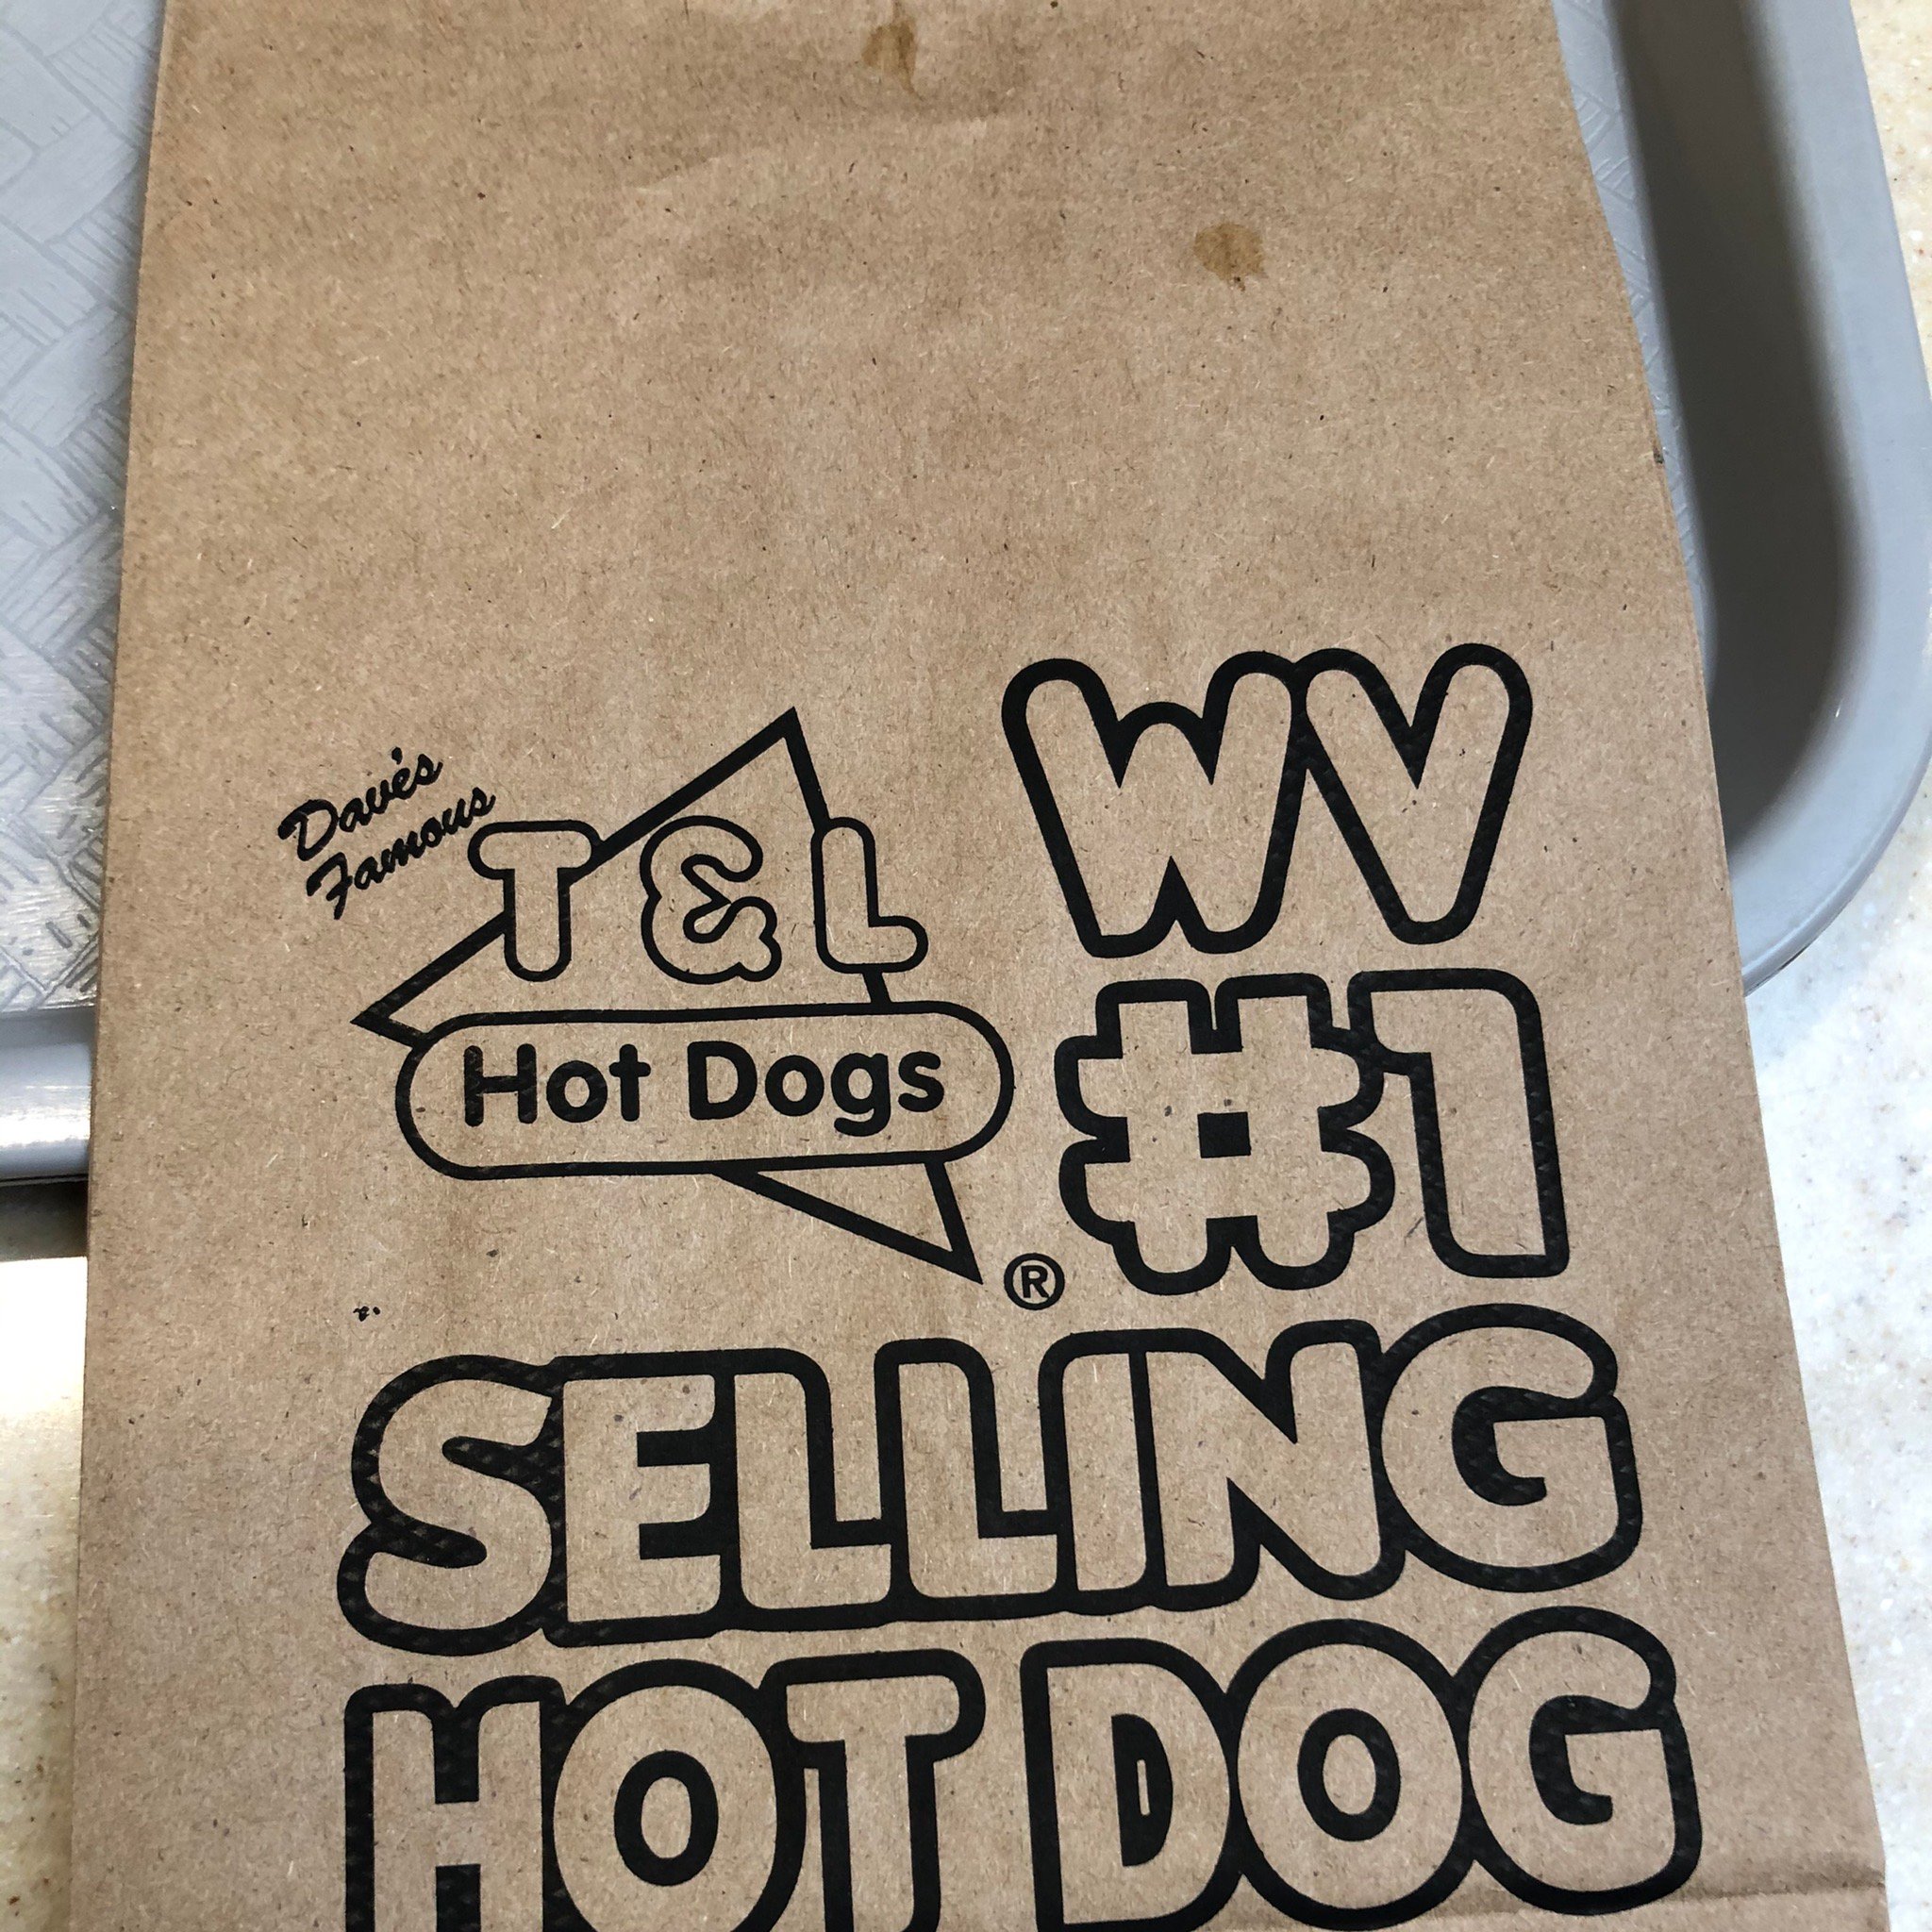 Dave's
Famous
T & L
Hot Dogs
®
WV
#1
SELLING
HOT DOG